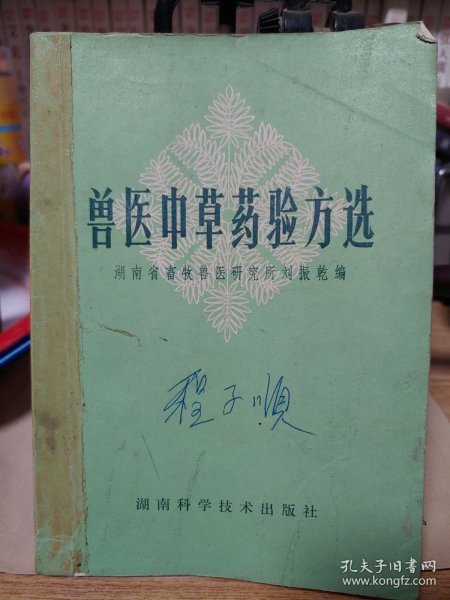 兽医中草药验方选
湖南省畜牧兽医研究所刘振乾编
程子顺
湖南科学技术出版社
孔夫子旧书网
www.kongfz.com